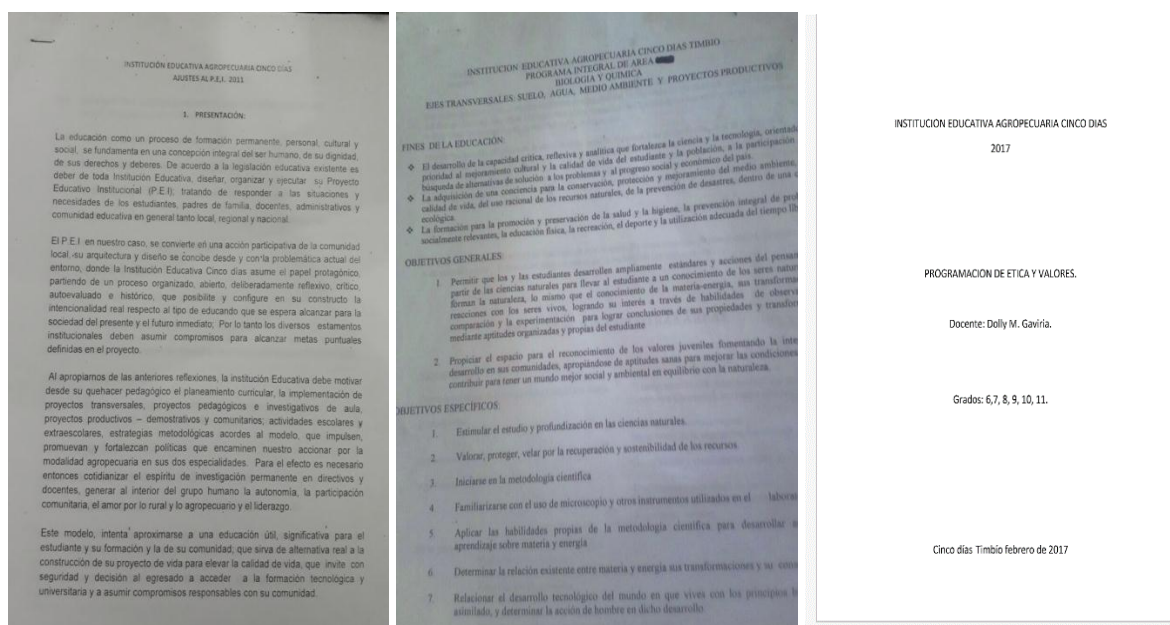 INSTITUCIÓN EDUCATIVA AGROPECUARIA CINCO DÍAS
AJUSTES AL P.E.I. 2011
1. PRESENTACIÓN:
La educación como un proceso de formación permanente, personal, cultural y
social, se fundamenta en una concepción integral del ser humano, de su dignidad,
de sus derechos y deberes. De acuerdo a la legislación educativa existente es
deber de toda Institución Educativa, diseñar, organizar y ejecutar su Proyecto
Educativo Institucional (P.E.I); tratando de responder a las situaciones y
necesidades de los estudiantes, padres de familia, docentes, administrativos y
comunidad educativa en general tanto local, regional y nacional.
El P.E.I. en nuestro caso, se convierte en una acción participativa de la comunidad
local, su arquitectura y diseño se concibe desde y con la problemática actual del
entorno, donde la Institución Educativa Cinco días asume el papel protagónico,
partiendo de un proceso organizado, abierto, deliberadamente reflexivo, crítico,
autoevaluado e histórico, que posibilite y configure en su constructo la
intencionalidad real respecto al tipo de educando que se espera alcanzar para la
sociedad del presente y el futuro inmediato; Por lo tanto los diversos estamentos
institucionales deben asumir compromisos para alcanzar metas puntuales
definidas en el proyecto.
Al apropiarnos de las anteriores reflexiones, la institución Educativa debe motivar
desde su quehacer pedagógico el planeamiento curricular, la implementación de
proyectos transversales, proyectos pedagógicos e investigativos de aula,
proyectos productivos – demostrativos y comunitarios; actividades escolares y
extraescolares, estrategias metodológicas acordes al modelo, que impulsen,
promuevan y fortalezcan políticas que encaminen nuestro accionar por la
modalidad agropecuaria en sus dos especialidades. Para el efecto es necesario
entonces cotidianizar el espíritu de investigación permanente en directivos y
docentes, generar al interior del grupo humano la autonomía, la participación
comunitaria, el amor por lo rural y lo agropecuario y el liderazgo.
Este modelo, intenta aproximarse a una educación útil, significativa para el
estudiante y su formación y la de su comunidad; que sirva de alternativa real a la
construcción de su proyecto de vida para elevar la calidad de vida, que invite con
seguridad y decisión al egresado a acceder a la formación tecnológica y
universitaria y a asumir compromisos responsables con su comunidad.
INSTITUCION EDUCATIVA AGROPECUARIA CINCO DIAS TIMBIO
PROGRAMA INTEGRAL DE AREA
BIOLOGIA Y QUIMICA
EJES TRANSVERSALES: SUELO, AGUA, MEDIO AMBIENTE Y PROYECTOS PRODUCTIVOS
FINES DE LA EDUCACION
❖ El desarrollo de la capacidad critica, reflexiva y analítica que fortalezca la ciencia y la tecnología, orientada
prioridad al mejoramiento cultural y la calidad de vida del estudiante y la población, a la participación
búsqueda de alternativas de solución a los problemas y al progreso social y económico del país.
❖ La adquisición de una conciencia para la conservación, protección y mejoramiento del medio ambiente,
calidad de vida, del uso racional de los recursos naturales, de la prevención de desastres, dentro de una
ecológica.
❖ La formación para la promoción y preservación de la salud y la higiene, la prevención integral de
socialmente relevantes, la educación física, la recreación, el deporte y la utilización adecuada del tiempo
OBJETIVOS GENERALES
1. Permitir que los y las estudiantes desarrollen ampliamente estándares y acciones del
partir de las ciencias naturales para llevar al estudiante a un conocimiento de los seres
forman la naturaleza, lo mismo que el conocimiento de la materia-energía, sus
reacciones con los seres vivos, logrando su interés a través de habilidades de
comparación y la experimentación para lograr conclusiones de sus propiedades y
mediante aptitudes organizadas y propias del estudiante
2. Propiciar el espacio para el reconocimiento de los valores juveniles fomentando la
desarrollo en sus comunidades, apropiándose de aptitudes sanas para mejorar las condiciones
contribuir para tener un mundo mejor social y ambiental en equilibrio con la naturaleza.
OBJETIVOS ESPECÍFICOS:
1. Estimular el estudio y profundización en las ciencias naturales.
2. Valorar, proteger, velar por la recuperación y sostenibilidad de los recursos
3. Iniciarse en la metodología científica
4 Familiarizarse con el uso de microscopio y otros instrumentos utilizados en el
5 Aplicar las habilidades propias de la metodología científica para desarrollar
aprendizaje sobre materia y energía
6 Determinar la relación existente entre materia y energía sus transformaciones y su
7. Relacionar el desarrollo tecnológico del mundo en que vives con los principios
asimilado, y determinar la acción de hombre en dicho desarrollo
INSTITUCION EDUCATIVA AGROPECUARIA CINCO DIAS
2017
PROGRAMACION DE ETICA Y VALORES.
Docente: Dolly M. Gaviria.
Grados: 6,7, 8, 9, 10, 11.
Cinco días Timbío febrero de 2017